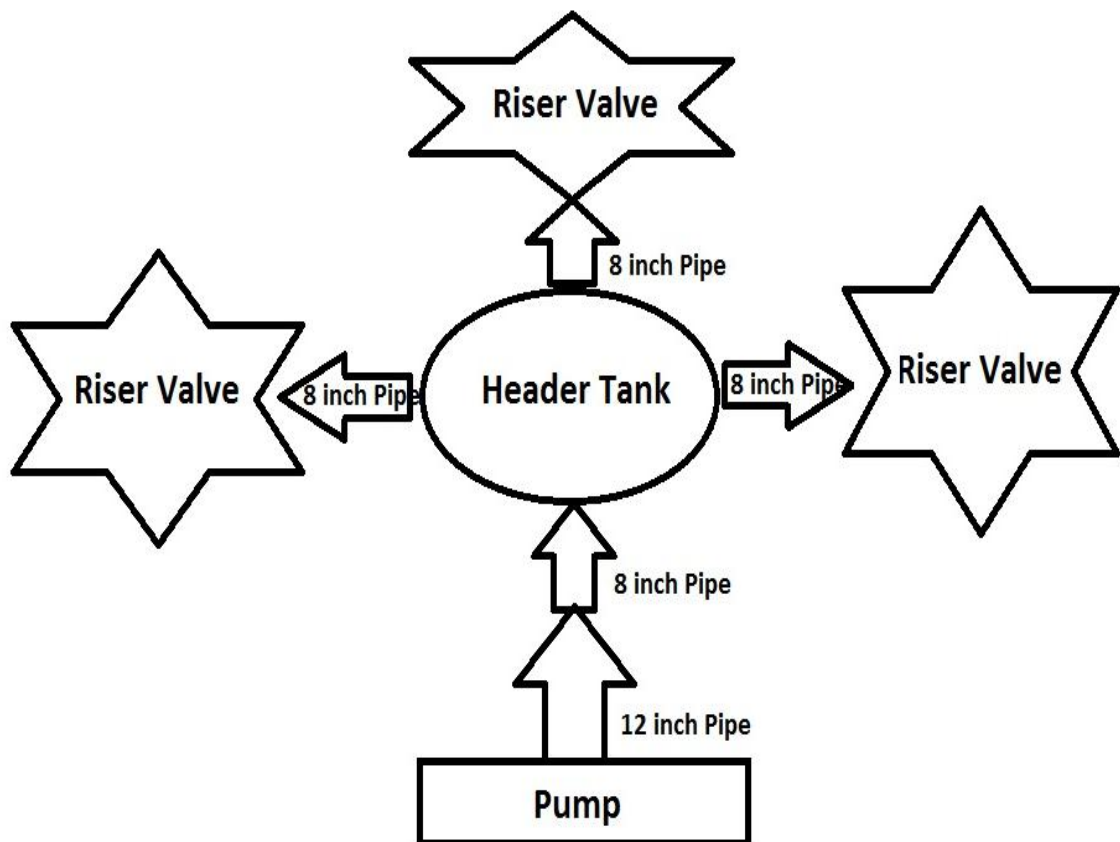 Riser Valve
8 inch Pipe
Riser Valve
8 inch Pipe
Header Tank
8 inch Pipe
Riser Valve
8 inch Pipe
12 inch Pipe
Pump